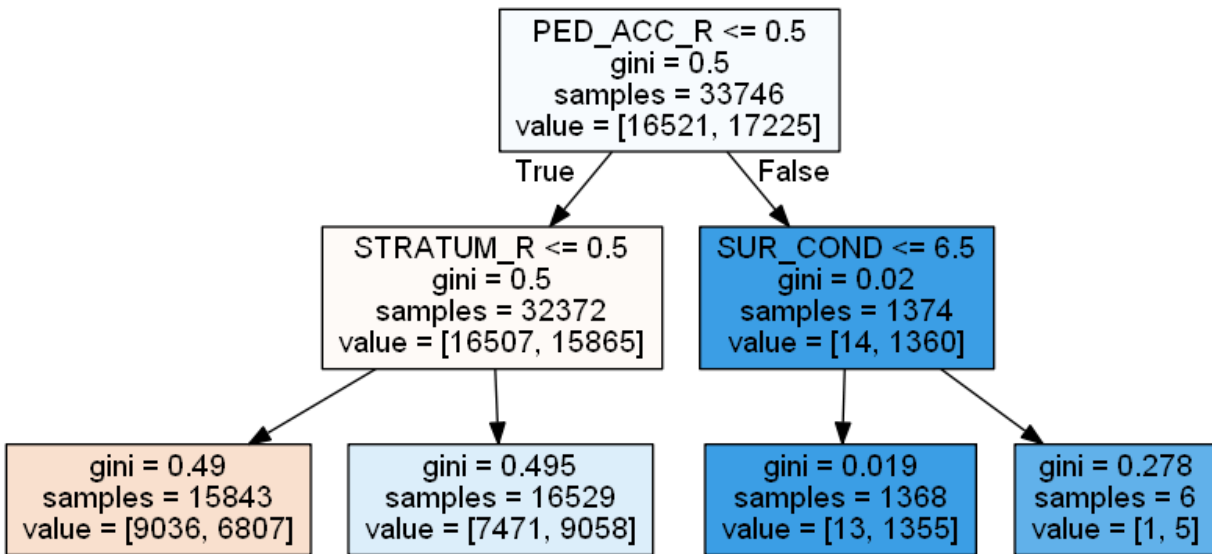 PED_ACC_R <= 0.5
gini = 0.5
samples = 33746
value = [16521, 17225]
True
False
STRATUM_R <= 0.5
gini = 0.5
samples = 32372
value = [16507, 15865]
SUR_COND <= 6.5
gini = 0.02
samples = 1374
value = [14, 1360]
gini = 0.49
samples = 15843
value = [9036, 6807]
gini = 0.495
samples = 16529
value = [7471, 9058]
gini = 0.019
samples = 1368
value = [13, 1355]
gini = 0.278
samples = 6
value = [1, 5]